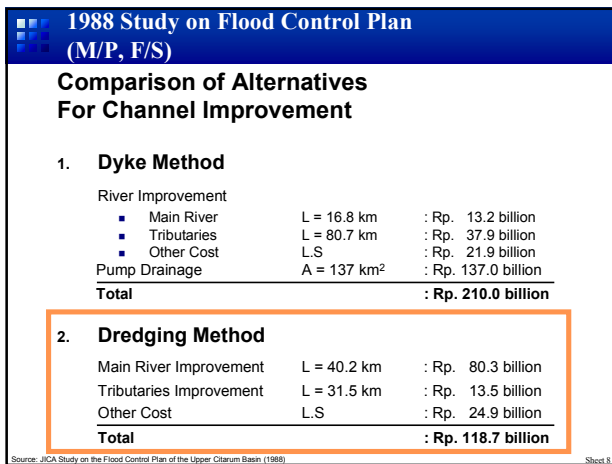 1988 Study on Flood Control Plan
(M/P, F/S)
Comparison of Alternatives
For Channel Improvement
1. Dyke Method
River Improvement
Main River L = 16.8 km : Rp. 13.2 billion
Tributaries L = 80.7 km : Rp. 37.9 billion
Other Cost L.S : Rp. 21.9 billion
Pump Drainage A = 137 km² : Rp. 137.0 billion
Total : Rp. 210.0 billion
2. Dredging Method
Main River Improvement L = 40.2 km : Rp. 80.3 billion
Tributaries Improvement L = 31.5 km : Rp. 13.5 billion
Other Cost L.S : Rp. 24.9 billion
Total : Rp. 118.7 billion
Source: JICA Study on the Flood Control Plan of the Upper Citarum Basin (1988) Sheet 8